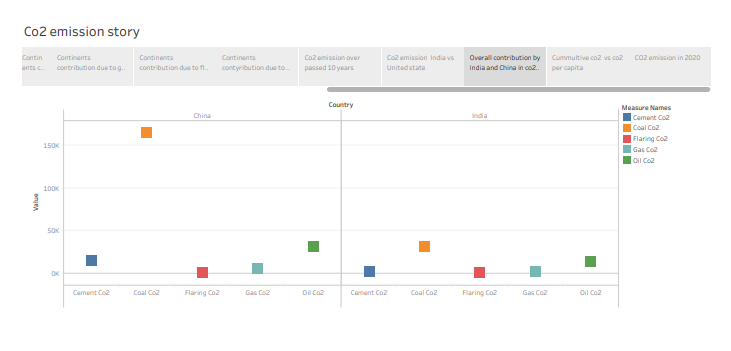 Co2 emission story
Contin
ents c..
Continents
contribution due to g..
Continents
contribution due to fl..
Continents
contyribution due to...
Co2 emission over
passed 10 years
CO2 emission India vs
United state
Overall contribution by
India and China in co2..
Cummultive co2 vs co2
per capita
CO2 emission in 2020
Country
China
India
Value
150K
100K
50K
0K
Cement Co2
Coal Co2
Flaring Co2
Gas Co2
Oil Co2
Cement Co2
Coal Co2
Flaring Co2
Gas Co2
Oil Co2
Measure Names
Cement Co2
Coal Co2
Flaring Co2
Gas Co2
Oil Co2